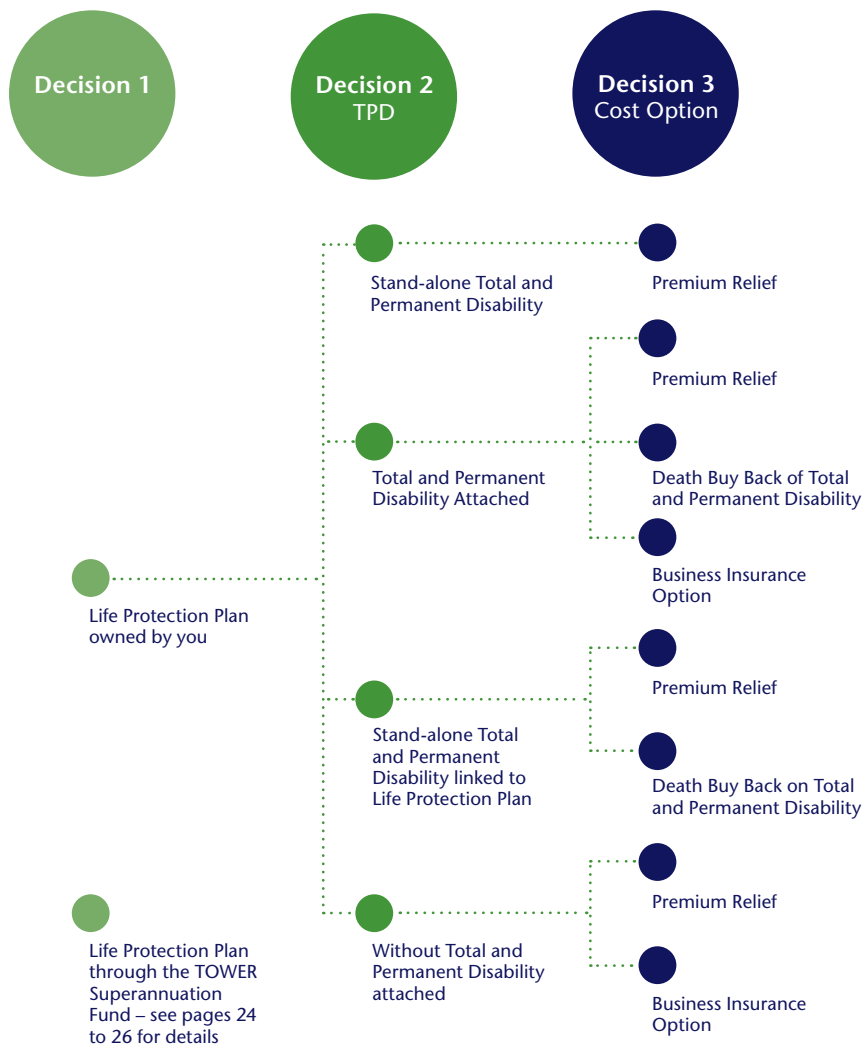 Decision 1
Decision 2
TPD
Decision 3
Cost Option
Stand-alone Total and
Permanent Disability
Premium Relief
Premium Relief
Total and Permanent
Disability Attached
Death Buy Back of Total
and Permanent Disability
Business Insurance
Option
Life Protection Plan
owned by you
Premium Relief
Stand-alone Total
and Permanent
Disability linked to
Life Protection Plan
Death Buy Back on Total
and Permanent Disability
Premium Relief
Life Protection Plan
through the TOWER
Superannuation
Fund – see pages 24
to 26 for details
Without Total and
Permanent Disability
attached
Business Insurance
Option